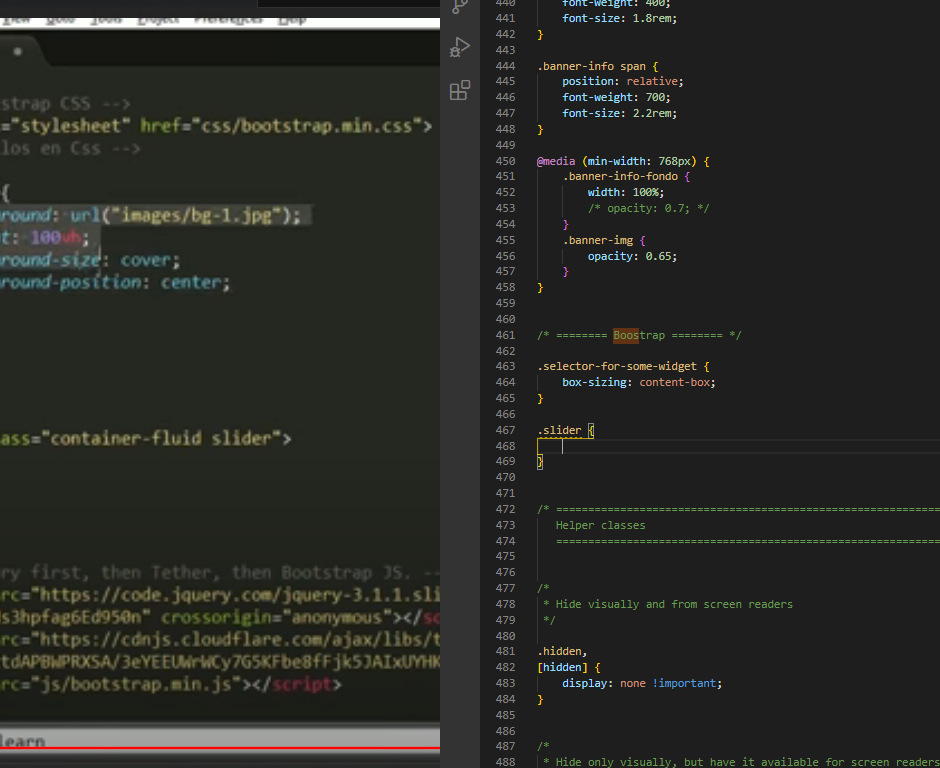 View Goto Tools Project Preferences Help
strap CSS -->
="stylesheet" href="css/bootstrap.min.css">
los en Css -->
{
round: url("images/bg-1.jpg");
t: 100vh;
round-size: cover;
round-position: center;
ass="container-fluid slider">
ry first, then Tether, then Bootstrap JS. --
rc="https://code.jquery.com/jquery-3.1.1.sli
crossorigin="anonymous"></sc
rc="https://cdnjs.cloudflare.com/ajax/libs/t
rc="js/bootstrap.min.js"></script>
learn
440 font-weight: 400;
441 font-size: 1.8rem;
442 }
443
444 .banner-info span {
445 position: relative;
446 font-weight: 700;
447 font-size: 2.2rem;
448 }
449
450 @media (min-width: 768px) {
451 .banner-info-fondo {
452 width: 100%;
453 /* opacity: 0.7; */
454 }
455 .banner-img {
456 opacity: 0.65;
457 }
458 }
459
460
461 /* ======== Boostrap ======== */
462
463 .selector-for-some-widget {
464 box-sizing: content-box;
465 }
466
467 .slider {
468
469 }
470
471
472 /* ============================================================
473 Helper classes
474 ============================================================
475
476
477 /*
478 * Hide visually and from screen readers
479 */
480
481 .hidden,
482 [hidden] {
483 display: none !important;
484 }
485
486
487 /*
488 * Hide only visually, but have it available for screen readers